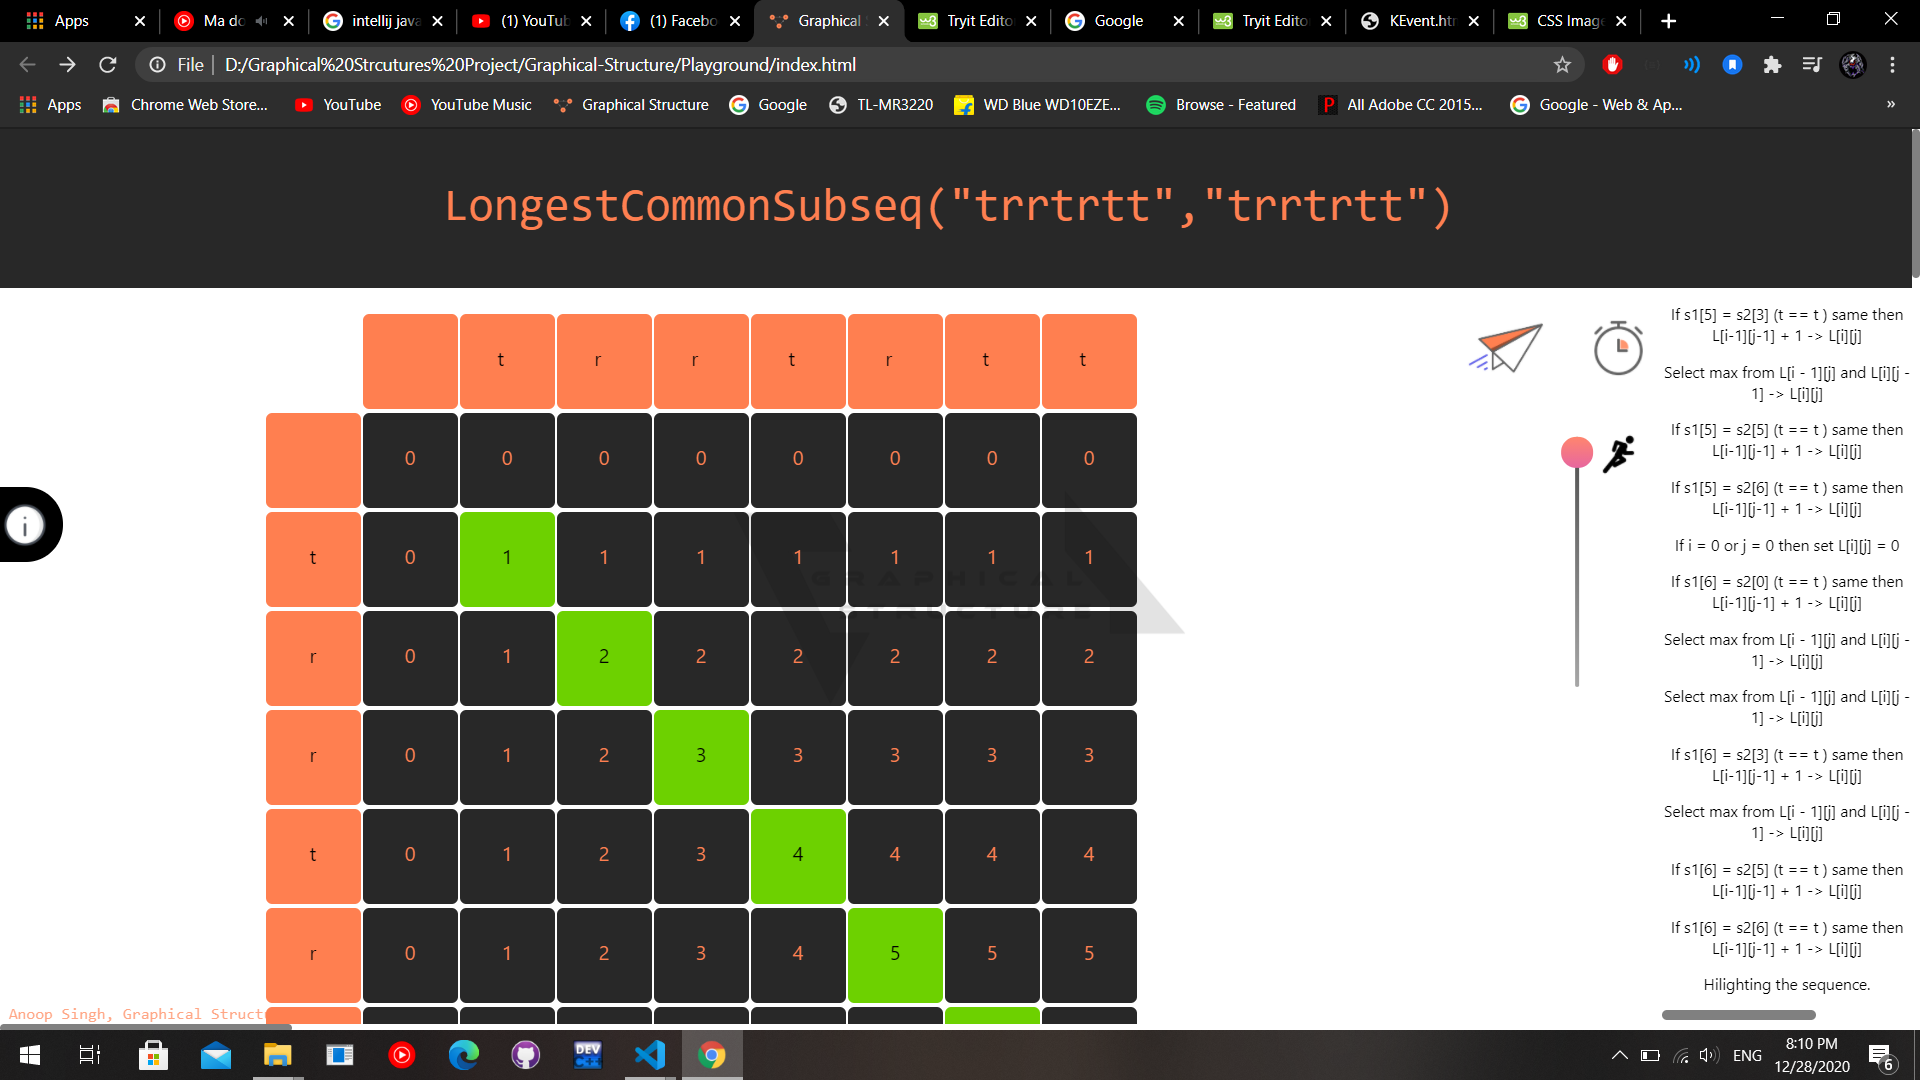 Apps
Ma do
intellij java
(1) YouTub
(1) Facebo
Graphical
Tryit Edito
Google
Tryit Edito
KEvent.htm
CSS Image
File
D:/Graphical%20Strcutures%20Project/Graphical-Structure/Playground/index.html
Apps
Chrome Web Store...
YouTube
YouTube Music
Graphical Structure
Google
TL-MR3220
WD Blue WD10EZE...
Browse - Featured
All Adobe CC 2015...
Google - Web & Ap...
»
LongestCommonSubseq("trrtrtt","trrtrtt")
t r r t r t t
0 0 0 0 0 0 0 0
t 0 1 1 1 1 1 1 1
r 0 1 2 2 2 2 2 2
r 0 1 2 3 3 3 3 3
t 0 1 2 3 4 4 4 4
r 0 1 2 3 4 5 5 5
GRAPHICAL
STRUCTURE
i
If s1[5] = s2[3] (t == t ) same then
L[i-1][j-1] + 1 -> L[i][j]
Select max from L[i - 1][j] and L[i][j -
1] -> L[i][j]
If s1[5] = s2[5] (t == t ) same then
L[i-1][j-1] + 1 -> L[i][j]
If s1[5] = s2[6] (t == t ) same then
L[i-1][j-1] + 1 -> L[i][j]
If i = 0 or j = 0 then set L[i][j] = 0
If s1[6] = s2[0] (t == t ) same then
L[i-1][j-1] + 1 -> L[i][j]
Select max from L[i - 1][j] and L[i][j -
1] -> L[i][j]
Select max from L[i - 1][j] and L[i][j -
1] -> L[i][j]
If s1[6] = s2[3] (t == t ) same then
L[i-1][j-1] + 1 -> L[i][j]
Select max from L[i - 1][j] and L[i][j -
1] -> L[i][j]
If s1[6] = s2[5] (t == t ) same then
L[i-1][j-1] + 1 -> L[i][j]
If s1[6] = s2[6] (t == t ) same then
L[i-1][j-1] + 1 -> L[i][j]
Hilighting the sequence.
Anoop Singh, Graphical Struct
DEV
C++
ENG
8:10 PM
12/28/2020
6